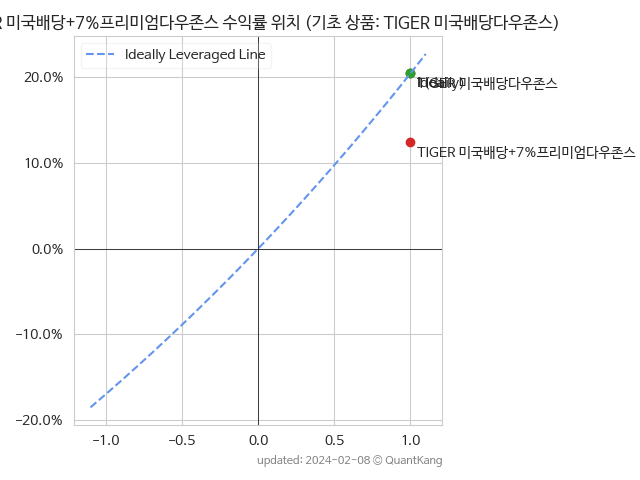 미국배당+7%프리미엄다우존스 수익률 위치 (기초 상품: TIGER 미국배당다우존스)
Ideally Leveraged Line
20.0%
미국배당다우존스
10.0%
TIGER 미국배당+7%프리미엄다우존스
0.0%
−10.0%
−20.0%
−1.0 −0.5 0.0 0.5 1.0
updated: 2024-02-08 © QuantKang